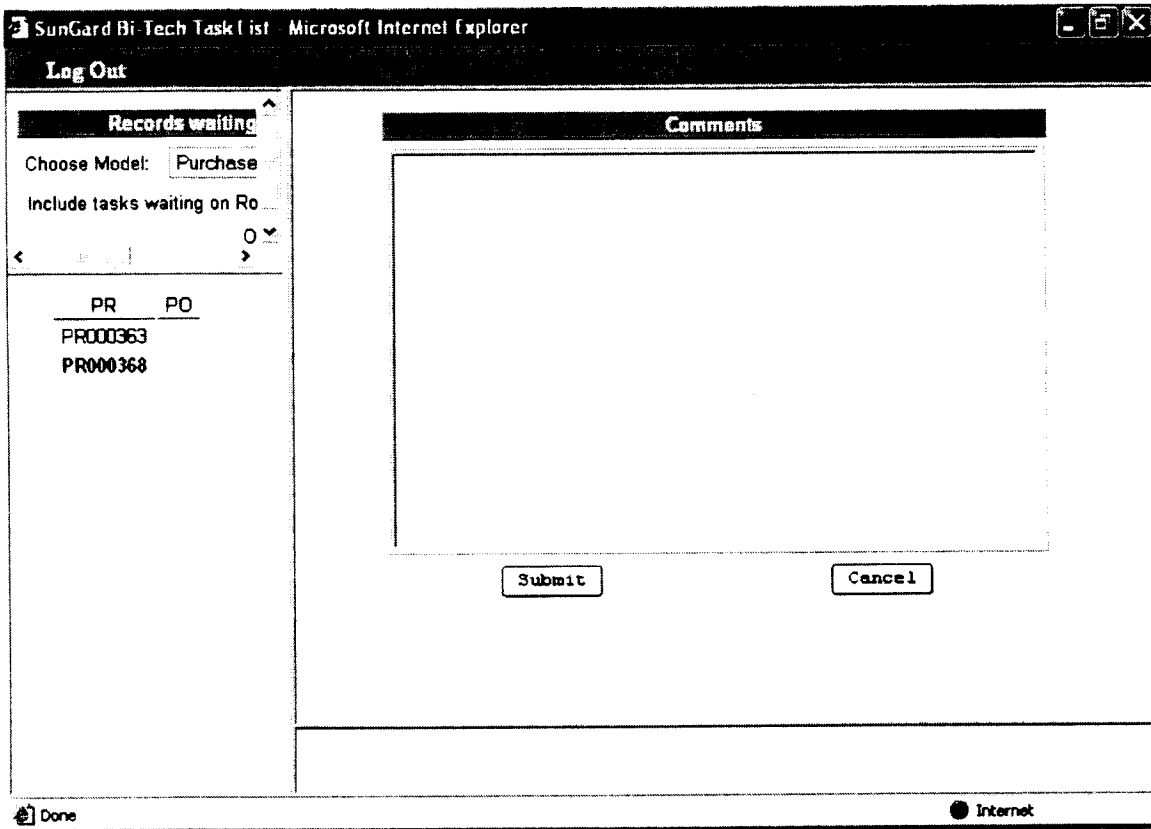 SunGard Bi-Tech Task List - Microsoft Internet Explorer
Log Out
Records waiting
Choose Model: Purchase
Include tasks waiting on Ro
O
PR PO
PR000363
PR000368
Comments
Submit Cancel
Done Internet